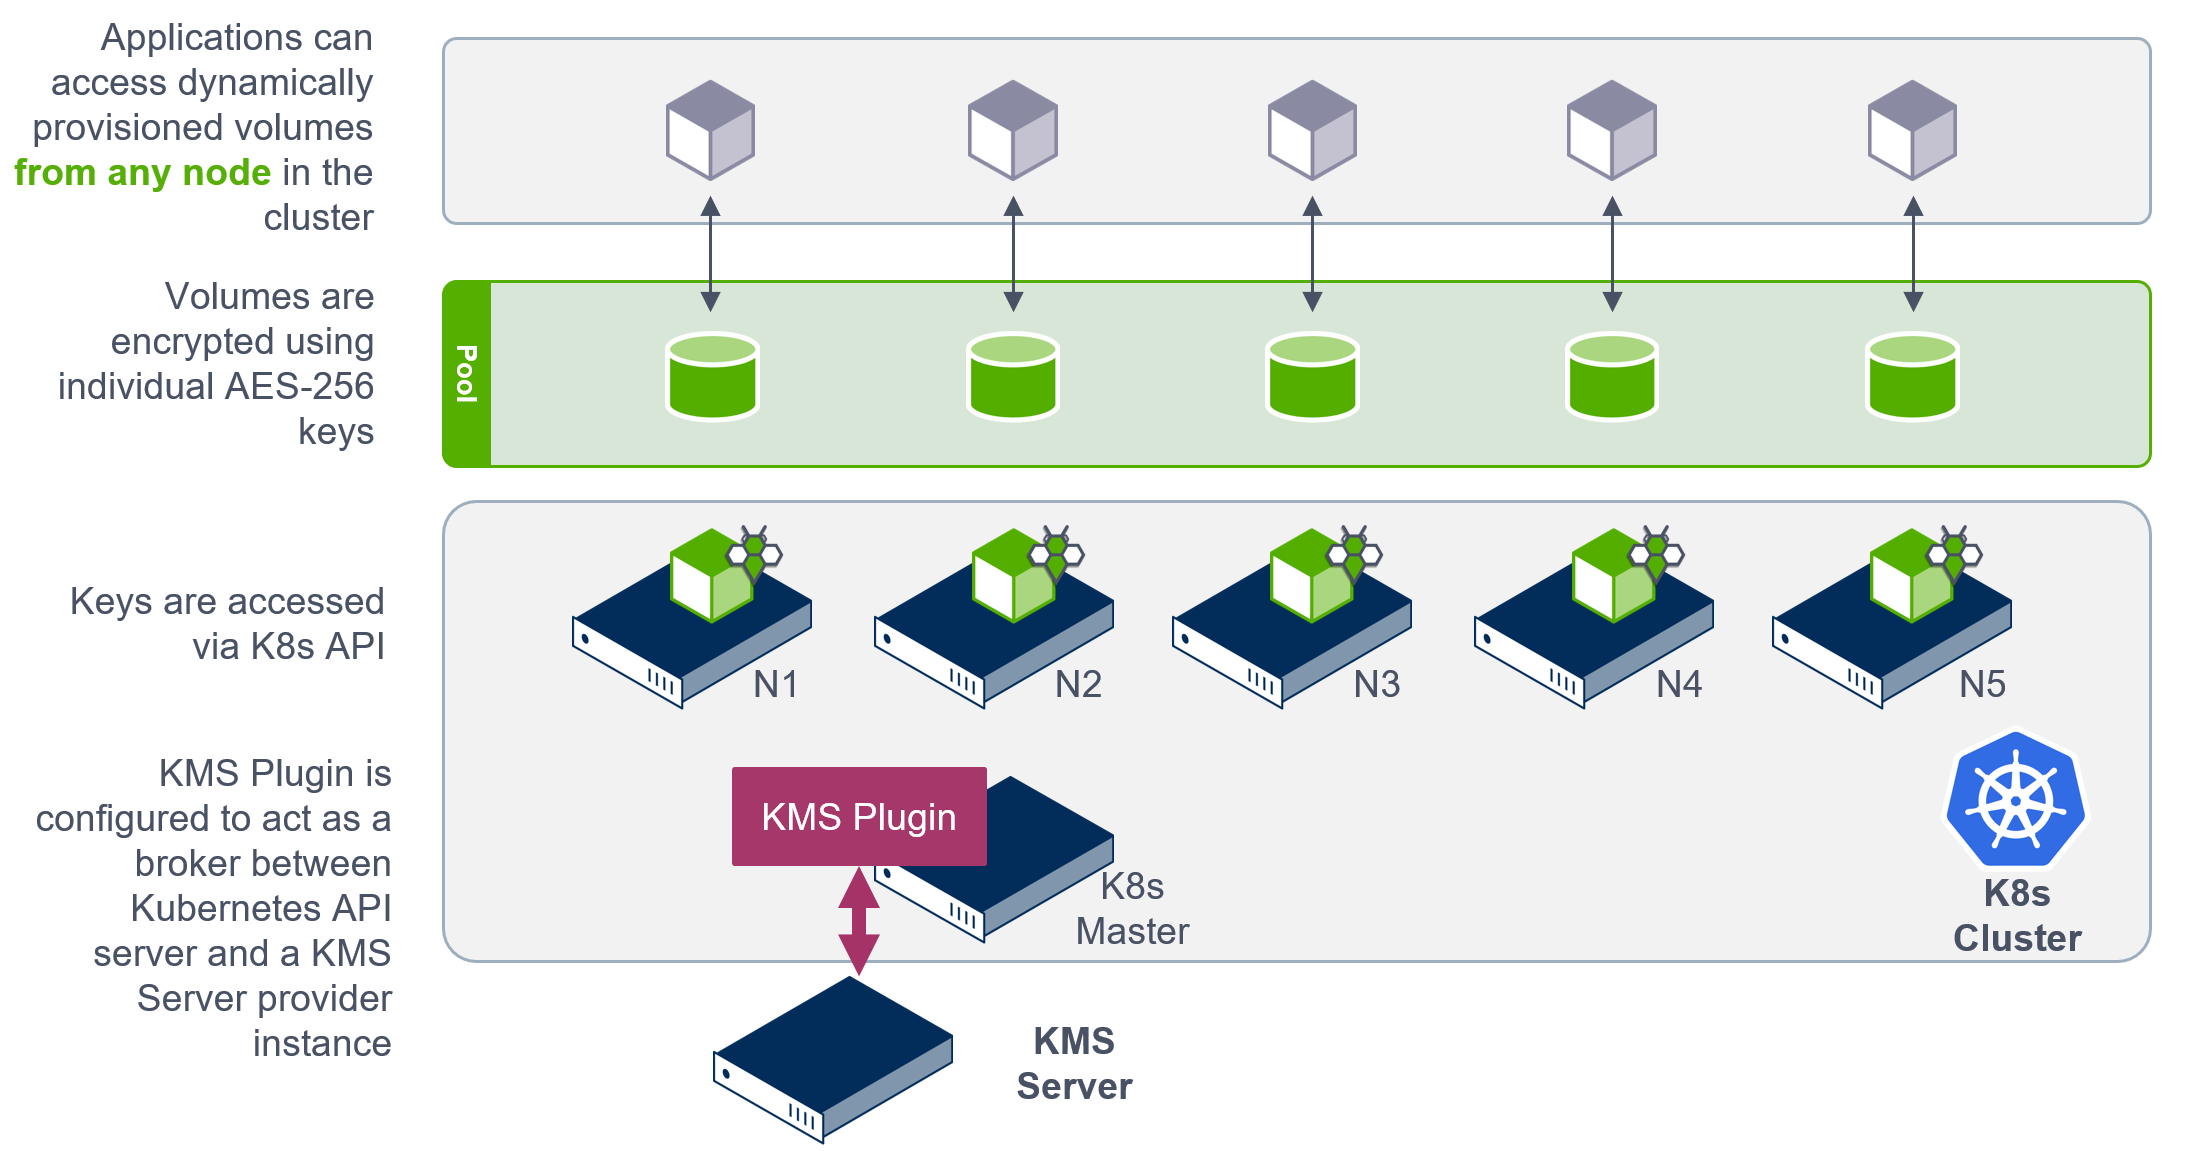 Applications can
access dynamically
provisioned volumes
from any node in the
cluster
Volumes are
encrypted using
individual AES-256
keys
Pool
Keys are accessed
via K8s API
N1
N2
N3
N4
N5
KMS Plugin is
configured to act as a
broker between
Kubernetes API
server and a KMS
Server provider
instance
KMS Plugin
K8s
Master
K8s
Cluster
KMS
Server